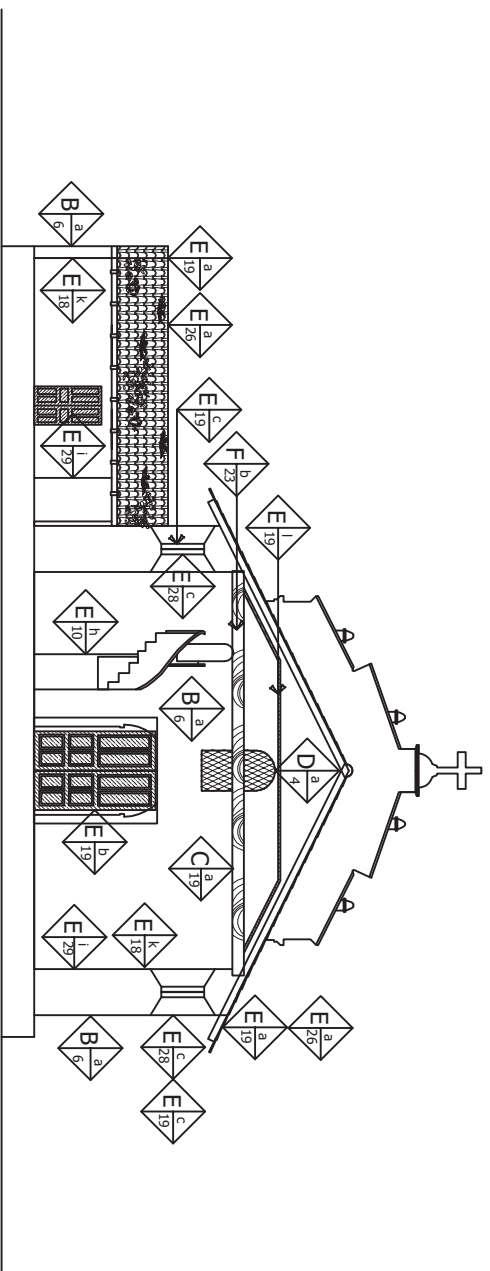 B a 6
E a 19
E k 18
E a 26
E c 19
E i 29
F b 23
E l 19
E c 28
E h 10
B a 6
D a 4
E b 19
C a 19
E k 18
E i 29
E a 26
E a 19
E c 28
B a 6
E c 19